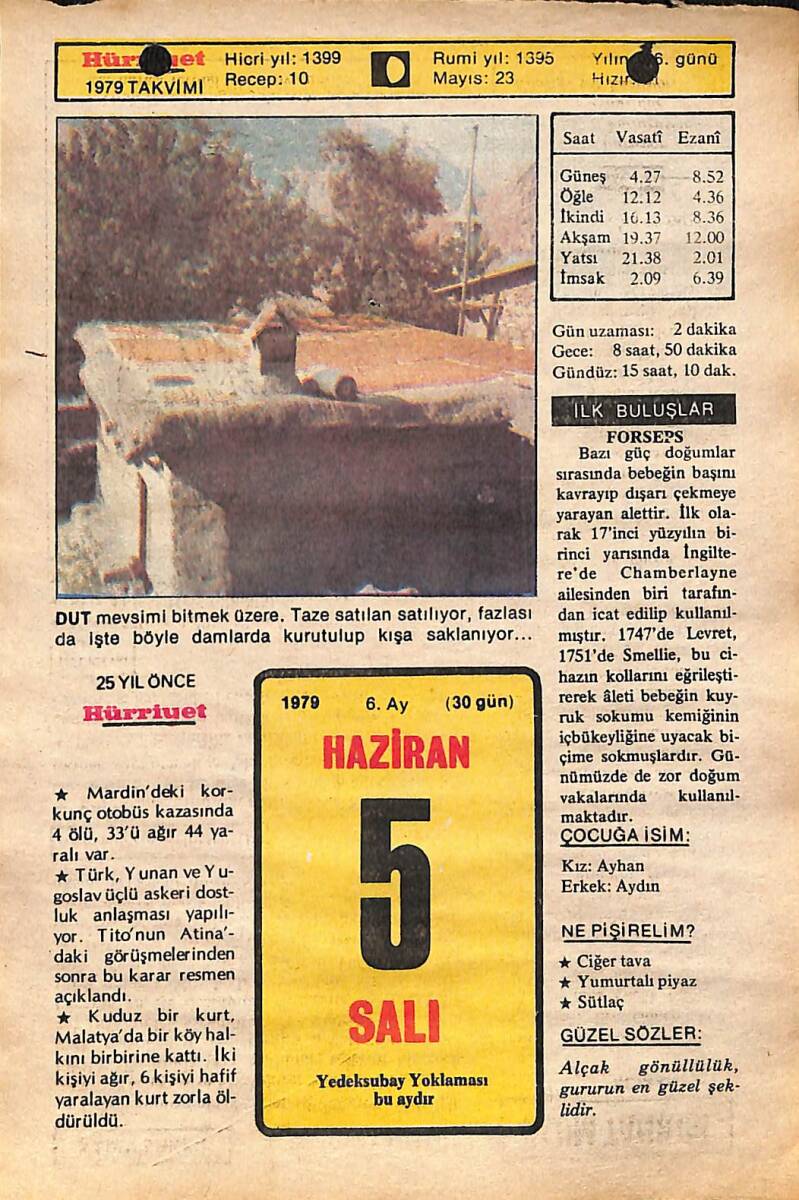 Hür et
1979 TAKVİMİ
Hicri yıl: 1399
Recep: 10
Rumi yıl: 1395
Mayıs: 23
6. günü
Saat Vasatî Ezanî
Güneş 4.27 8.52
Öğle 12.12 4.36
İkindi 16.13 8.36
Akşam 19.37 12.00
Yatsı 21.38 2.01
İmsak 2.09 6.39
Gün uzaması: 2 dakika
Gece: 8 saat, 50 dakika
Gündüz: 15 saat, 10 dak.
DUT mevsimi bitmek üzere. Taze satılan satılıyor, fazlası
da işte böyle damlarda kurutulup kışa saklanıyor...
İLK BULUŞLAR
FORSEPS
Bazı güç doğumlar
sırasında bebeğin başını
kavrayıp dışarı çekmeye
yarayan alettir. İlk ola-
rak 17'inci yüzyılın bi-
rinci yarısında İngilte-
re'de Chamberlayne
ailesinden biri tarafın-
dan icat edilip kullanıl-
mıştır. 1747'de Levret,
1751'de Smellie, bu ci-
hazın kollarını eğrileşti-
rerek âleti bebeğin kuy-
ruk sokumu kemiğinin
içbükeyliğine uyacak bi-
çime sokmuşlardır. Gü-
nümüzde de zor doğum
vakalarında kullanıl-
maktadır.
ÇOCUĞA İSİM:
Kız: Ayhan
Erkek: Aydın
NE PİŞİRELİM?
★ Ciğer tava
★ Yumurtalı piyaz
★ Sütlaç
GÜZEL SÖZLER:
Alçak gönüllülük,
gururun en güzel şek-
lidir.
25 YIL ÖNCE
Hürriyet
★ Mardin'deki kor-
kunç otobüs kazasında
4 ölü, 33'ü ağır 44 ya-
ralı var.
★ Türk, Yunan ve Yu-
goslav üçlü askeri dost-
luk anlaşması yapılı-
yor. Tito'nun Atina'-
daki görüşmelerinden
sonra bu karar resmen
açıklandı.
★ Kuduz bir kurt,
Malatya'da bir köy hal-
kını birbirine kattı. İki
kişiyi ağır, 6 kişiyi hafif
yaralayan kurt zorla öl-
dürüldü.
1979 6. Ay (30 gün)
HAZİRAN
5
SALI
Yedeksubay Yoklaması
bu aydır